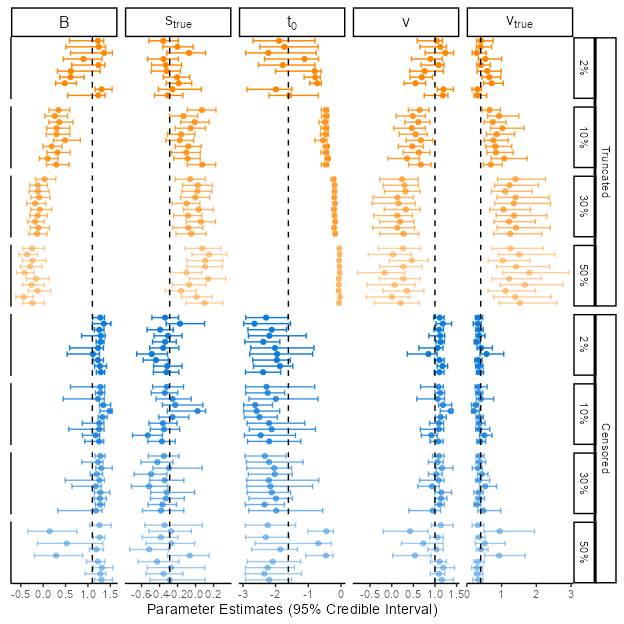 B s_true t_0 v v_true
2%
10%
30%
50%
Truncated
2%
10%
30%
50%
Censored
-0.5 0.0 0.5 1.0 1.5 -0.6 -0.4 -0.2 0.0 0.2 -3 -2 -1 0 -0.5 0.0 0.5 1.0 1.5 0 1 2 3
Parameter Estimates (95% Credible Interval)